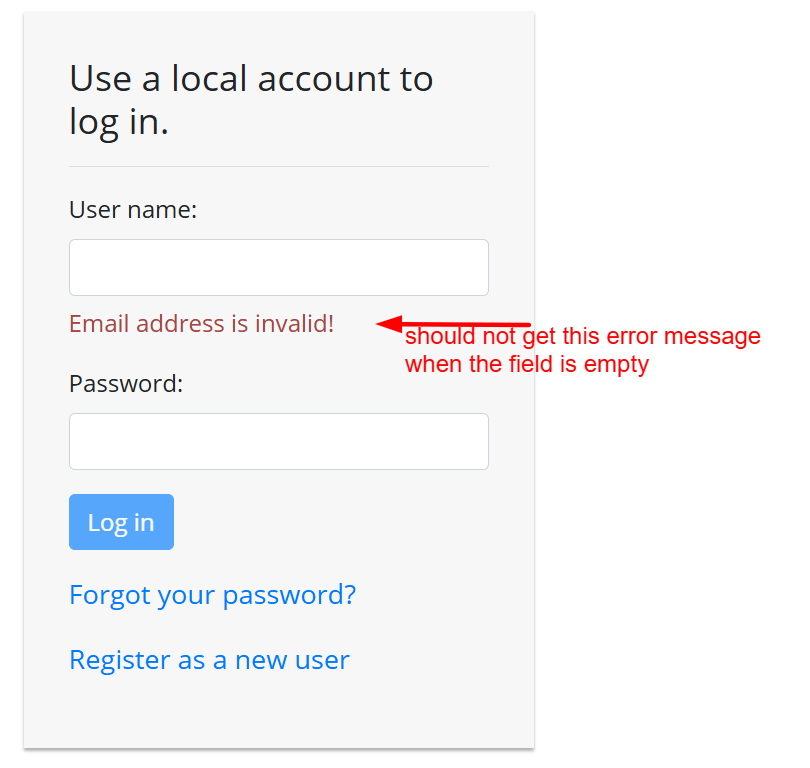 Use a local account to
log in.
User name:
Email address is invalid!
should not get this error message
when the field is empty
Password:
Log in
Forgot your password?
Register as a new user